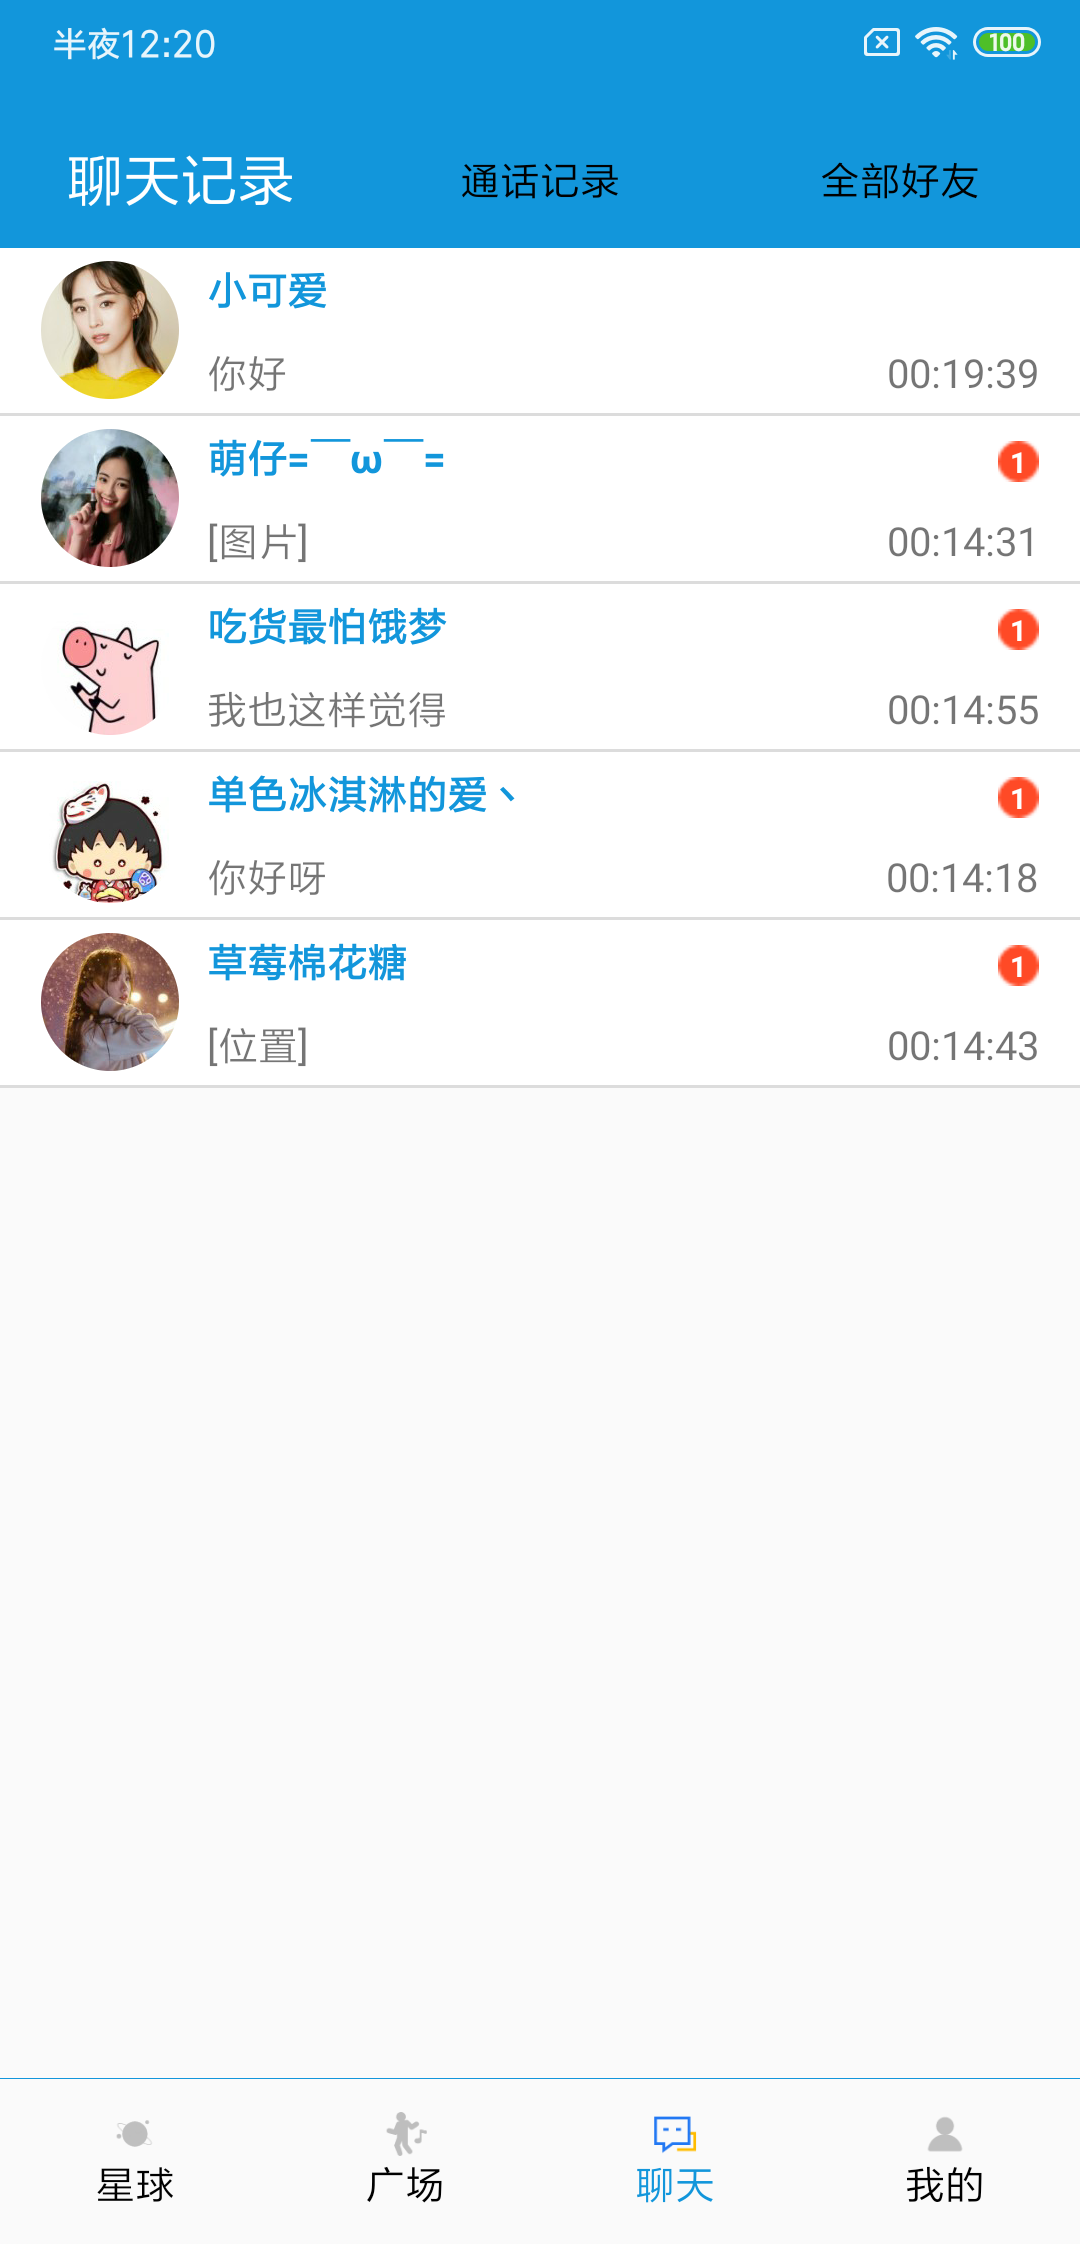 半夜12:20
100
聊天记录 通话记录 全部好友
小可爱
你好 00:19:39
萌仔=￣ω￣= 1
[图片] 00:14:31
吃货最怕饿梦 1
我也这样觉得 00:14:55
单色冰淇淋的爱丶 1
你好呀 00:14:18
草莓棉花糖 1
[位置] 00:14:43
星球 广场 聊天 我的